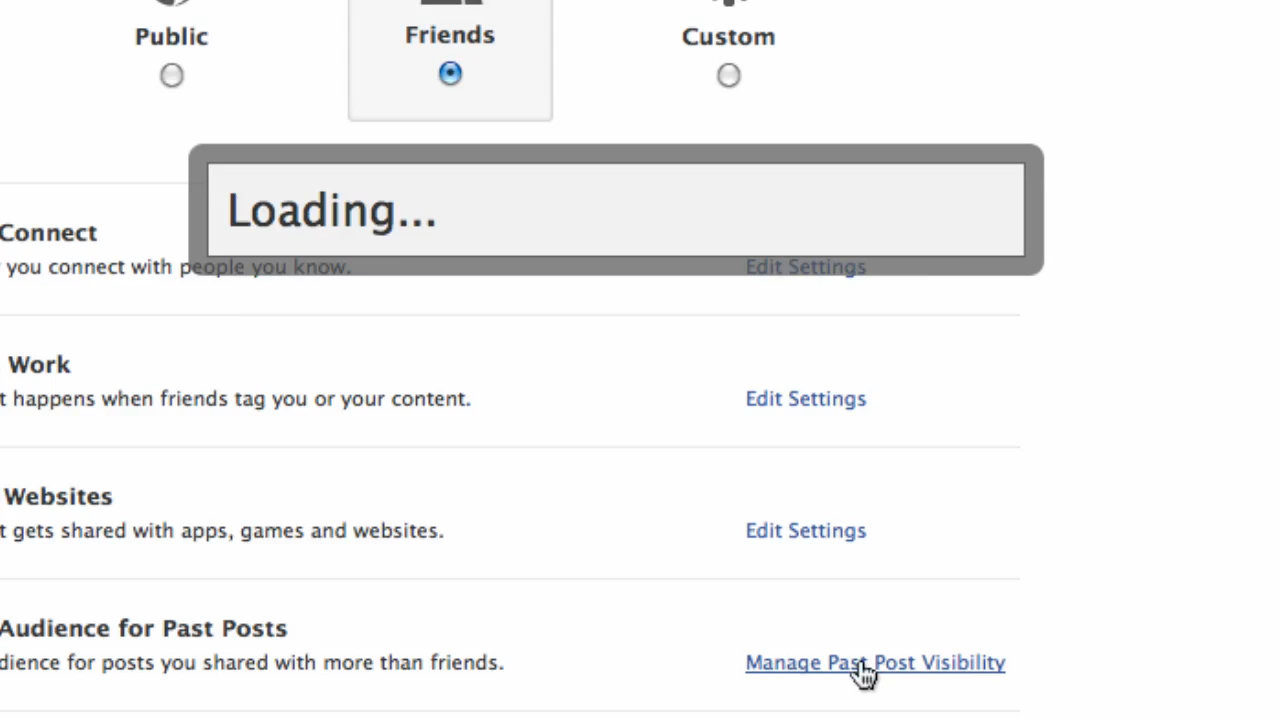 Public Friends Custom
Loading...
Connect
you connect with people you know. Edit Settings
Work
t happens when friends tag you or your content. Edit Settings
Websites
t gets shared with apps, games and websites. Edit Settings
Audience for Past Posts
dience for posts you shared with more than friends. Manage Past Post Visibility